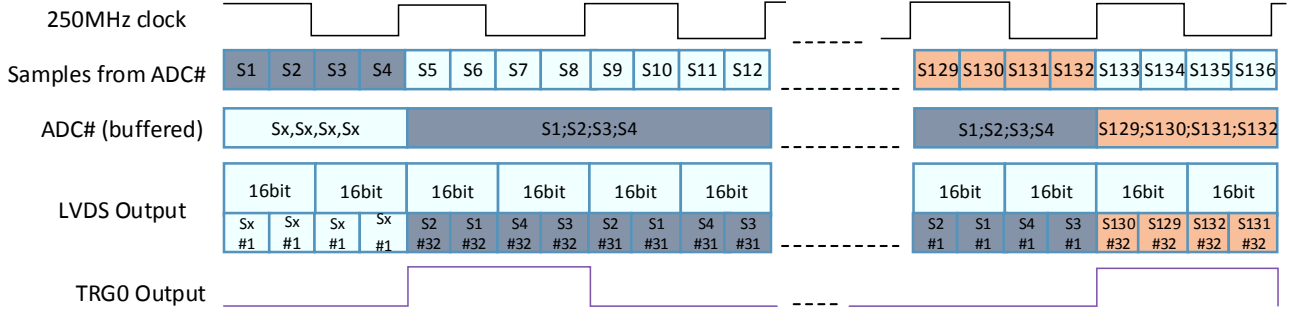 250MHz clock
Samples from ADC# S1 S2 S3 S4 S5 S6 S7 S8 S9 S10 S11 S12 S129 S130 S131 S132 S133 S134 S135 S136
ADC# (buffered) Sx,Sx,Sx,Sx S1;S2;S3;S4 S1;S2;S3;S4 S129;S130;S131;S132
LVDS Output 16bit 16bit 16bit 16bit 16bit 16bit 16bit 16bit 16bit 16bit
Sx Sx Sx Sx S2 S1 S4 S3 S2 S1 S4 S3 S2 S1 S4 S3 S130 S129 S132 S131
#1 #1 #1 #1 #32 #32 #32 #32 #31 #31 #31 #31 #1 #1 #1 #1 #32 #32 #32 #32
TRG0 Output